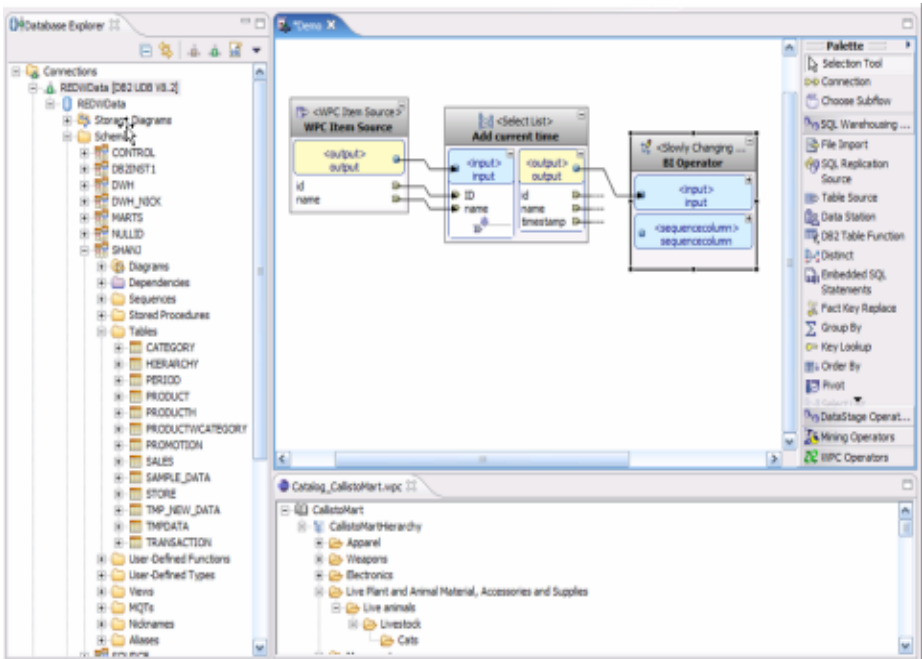 Database Explorer
Connections
REDWData [DB2 UDB V8.2]
REDWData
Storage Diagrams
Schemas
CONTROL
DB2INST1
DWH
DWH_NICK
MARTS
NULLID
SHANJ
Diagrams
Dependencies
Sequences
Stored Procedures
Tables
CATEGORY
HIERARCHY
PERIOD
PRODUCT
PRODUCTH
PRODUCTWCATEGORY
PROMOTION
SALES
SAMPLE_DATA
STORE
TMP_NEW_DATA
TMPDATA
TRANSACTION
User-Defined Functions
User-Defined Types
Views
MQTs
Nicknames
Aliases
*Demo
<WPC Item Source>
WPC Item Source
<output>
output
id
name
<Select List>
Add current time
<input>
input
ID
name
<output>
output
id
name
timestamp
<Slowly Changing ...
BI Operator
<input>
input
<sequencecolumn>
sequencecolumn
Palette
Selection Tool
Connection
Choose Subflow
SQL Warehousing ...
File Import
SQL Replication
Source
Table Source
Data Station
DB2 Table Function
Distinct
Embedded SQL
Statements
Fact Key Replace
Group By
Key Lookup
Order By
Pivot
DataStage Operat...
Mining Operators
WPC Operators
Catalog_CallistoMart.wpc
CallistoMart
CallistoMartHierarchy
Apparel
Weapons
Electronics
Live Plant and Animal Material, Accessories and Supplies
Live animals
Livestock
Cats